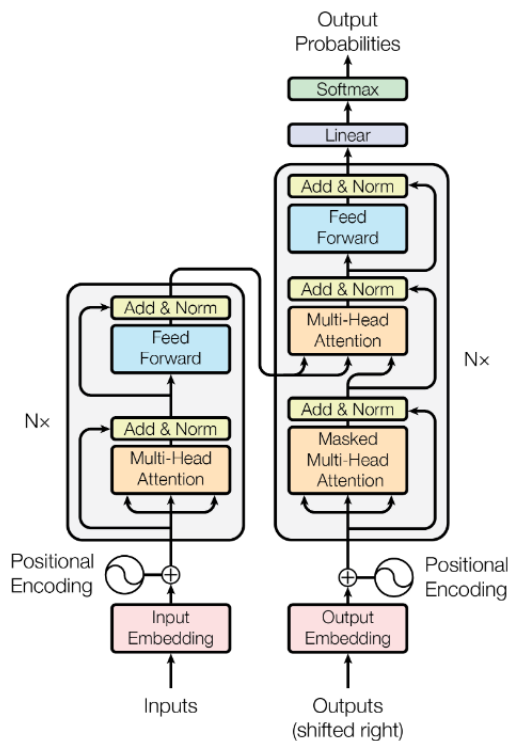 Output
Probabilities
Softmax
Linear
Add & Norm
Feed
Forward
Add & Norm
Multi-Head
Attention
Add & Norm
Masked
Multi-Head
Attention
N×
Positional
Encoding
Output
Embedding
Outputs
(shifted right)
Add & Norm
Feed
Forward
Add & Norm
Multi-Head
Attention
N×
Positional
Encoding
Input
Embedding
Inputs